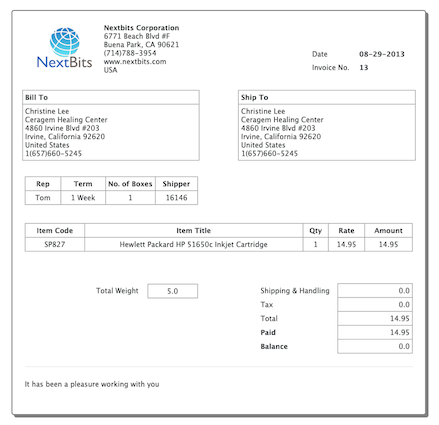 NextBits
Nextbits Corporation
6771 Beach Blvd #F
Buena Park, CA 90621
(714)788-3954
www.nextbits.com
USA
Date 08-29-2013
Invoice No. 13
Bill To
Christine Lee
Ceragem Healing Center
4860 Irvine Blvd #203
Irvine, California 92620
United States
1(657)660-5245
Ship To
Christine Lee
Ceragem Healing Center
4860 Irvine Blvd #203
Irvine, California 92620
United States
1(657)660-5245
Rep Term No. of Boxes Shipper
Tom 1 Week 1 16146
Item Code Item Title Qty Rate Amount
SP827 Hewlett Packard HP 51650c Inkjet Cartridge 1 14.95 14.95
Total Weight 5.0
Shipping & Handling 0.0
Tax 0.0
Total 14.95
Paid 14.95
Balance 0.0
It has been a pleasure working with you